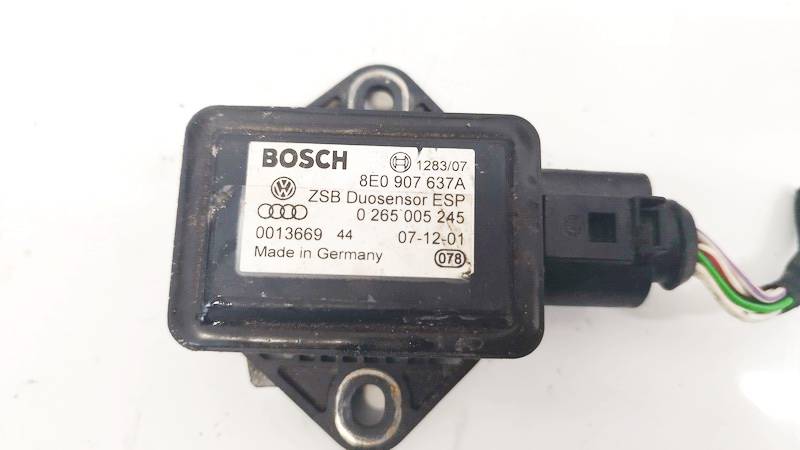 BOSCH 1283/07
8E0 907 637A
ZSB Duosensor ESP
0 265 005 245
0013669 44 07-12-01
Made in Germany 078